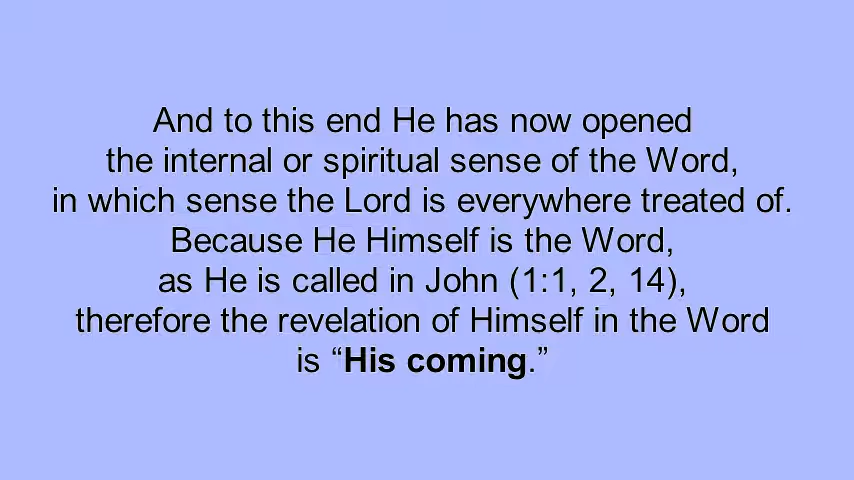 And to this end He has now opened
the internal or spiritual sense of the Word,
in which sense the Lord is everywhere treated of.
Because He Himself is the Word,
as He is called in John (1:1, 2, 14),
therefore the revelation of Himself in the Word
is “His coming.”